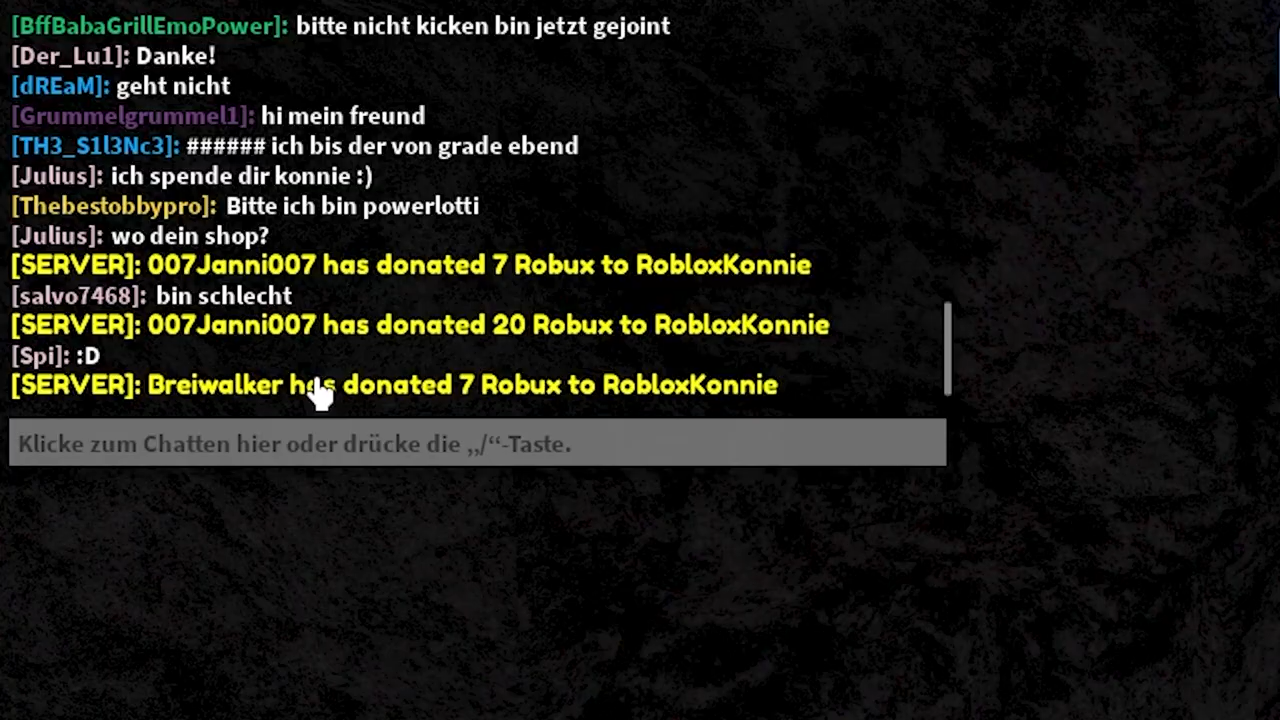 [BffBabaGrillEmoPower]: bitte nicht kicken bin jetzt gejoint
[Der_Lu1]: Danke!
[dREaM]: geht nicht
[Grummelgrummel1]: hi mein freund
[TH3_S1l3Nc3]: ###### ich bis der von grade ebend
[Julius]: ich spende dir konnie :)
[Thebestobbypro]: Bitte ich bin powerlotti
[Julius]: wo dein shop?
[SERVER]: 007Janni007 has donated 7 Robux to RobloxKonnie
[salvo7468]: bin schlecht
[SERVER]: 007Janni007 has donated 20 Robux to RobloxKonnie
[Spi]: :D
[SERVER]: Breiwalker has donated 7 Robux to RobloxKonnie
Klicke zum Chatten hier oder drücke die „/“-Taste.